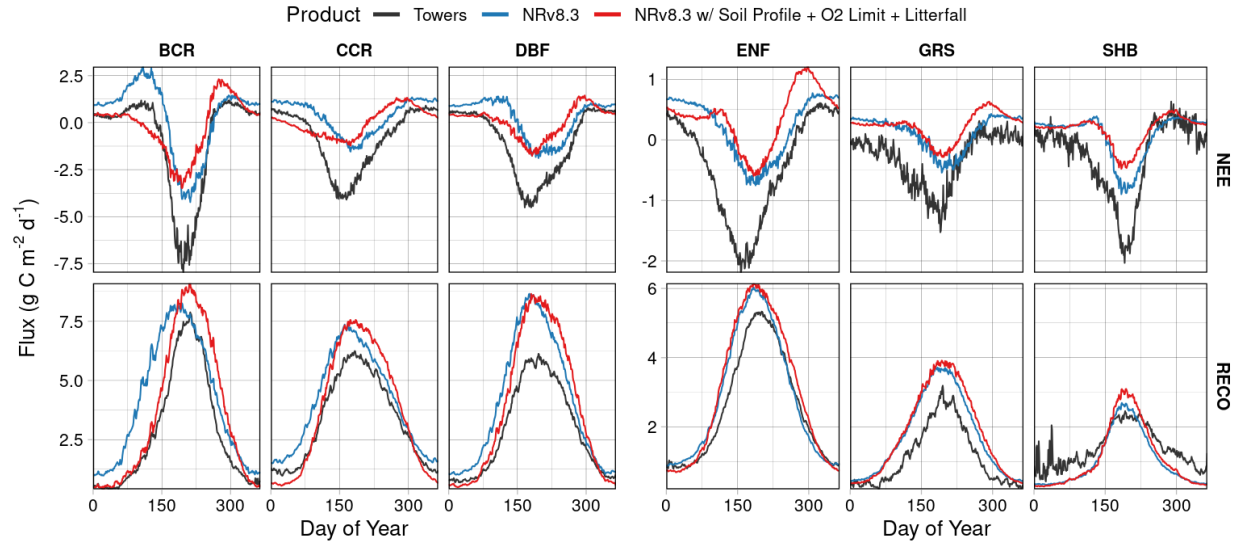 Product Towers NRv8.3 NRv8.3 w/ Soil Profile + O2 Limit + Litterfall
BCR CCR DBF ENF GRS SHB
2.5
0.0
-2.5
-5.0
-7.5
1
0
-1
-2
NEE
Flux (g C m⁻² d⁻¹)
7.5
5.0
2.5
6
4
2
RECO
0 150 300 0 150 300 0 150 300 0 150 300 0 150 300 0 150 300
Day of Year Day of Year